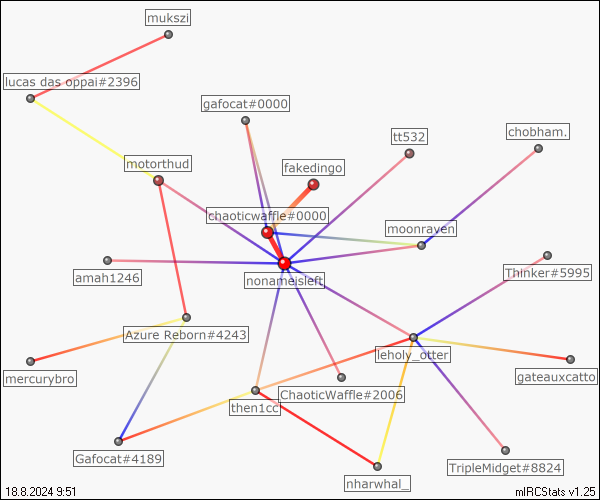 mukszi
lucas das oppai#2396
gafocat#0000
tt532
chobham.
motorthud
fakedingo
chaoticwaffle#0000
moonraven
amah1246
nonameisleft
Thinker#5995
Azure Reborn#4243
leholy_otter
mercurybro
gateauxcatto
ChaoticWaffle#2006
then1cc
Gafocat#4189
TripleMidget#8824
nharwhal_
18.8.2024 9:51
mIRCStats v1.25